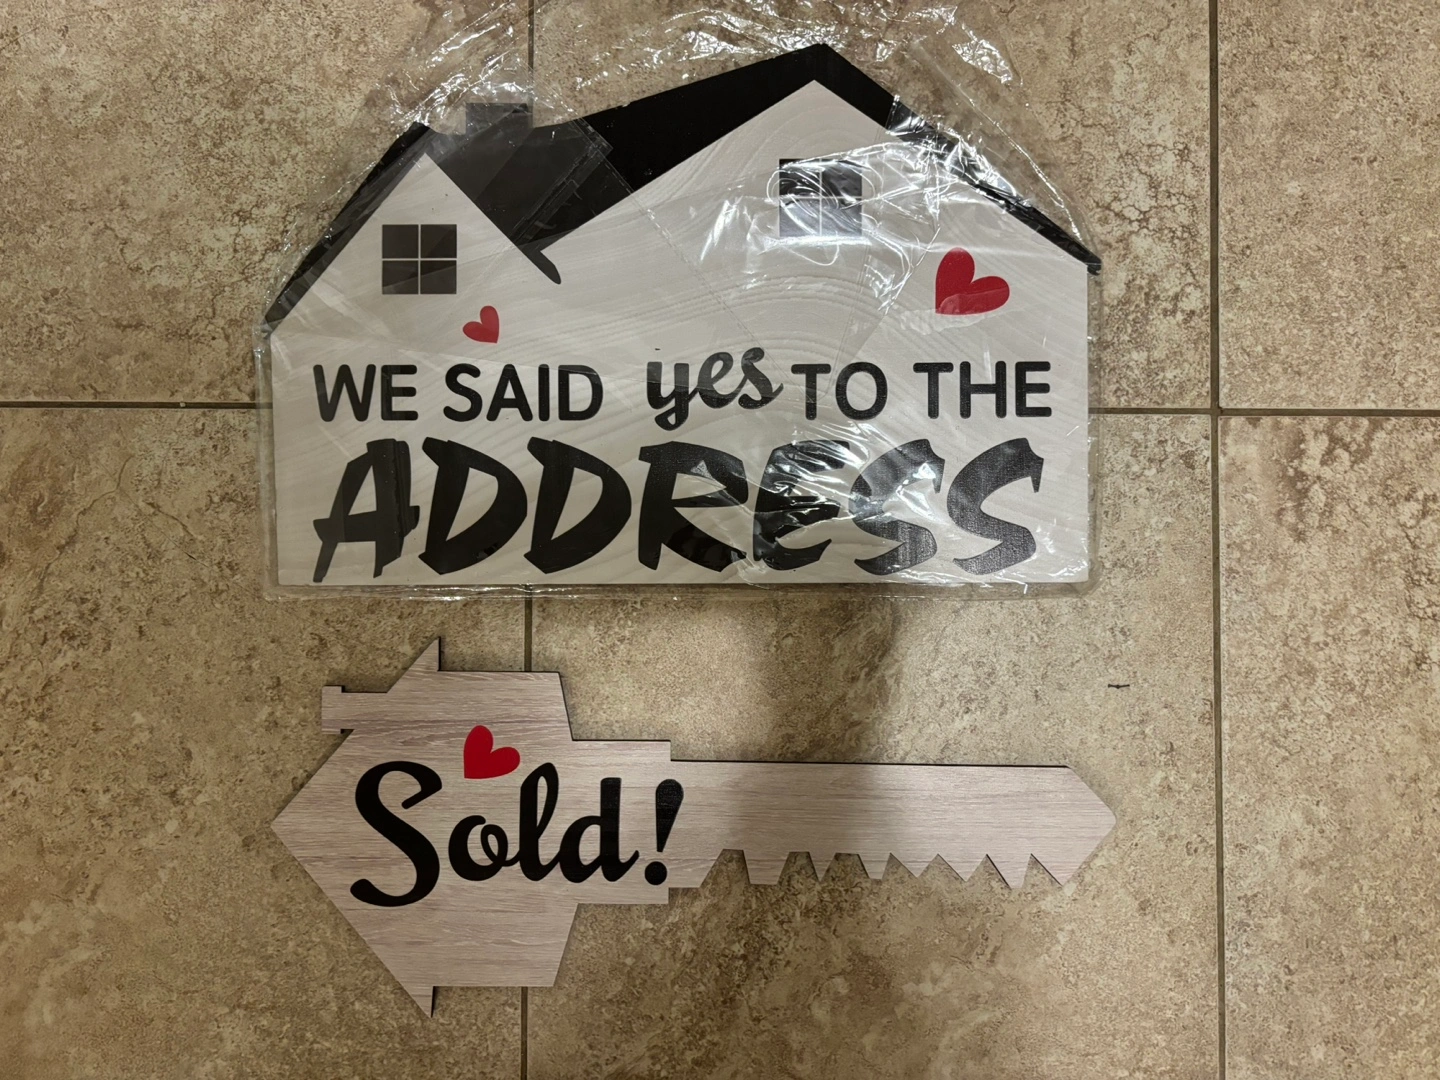 WE SAID yes TO THE
ADDRESS
Sold!